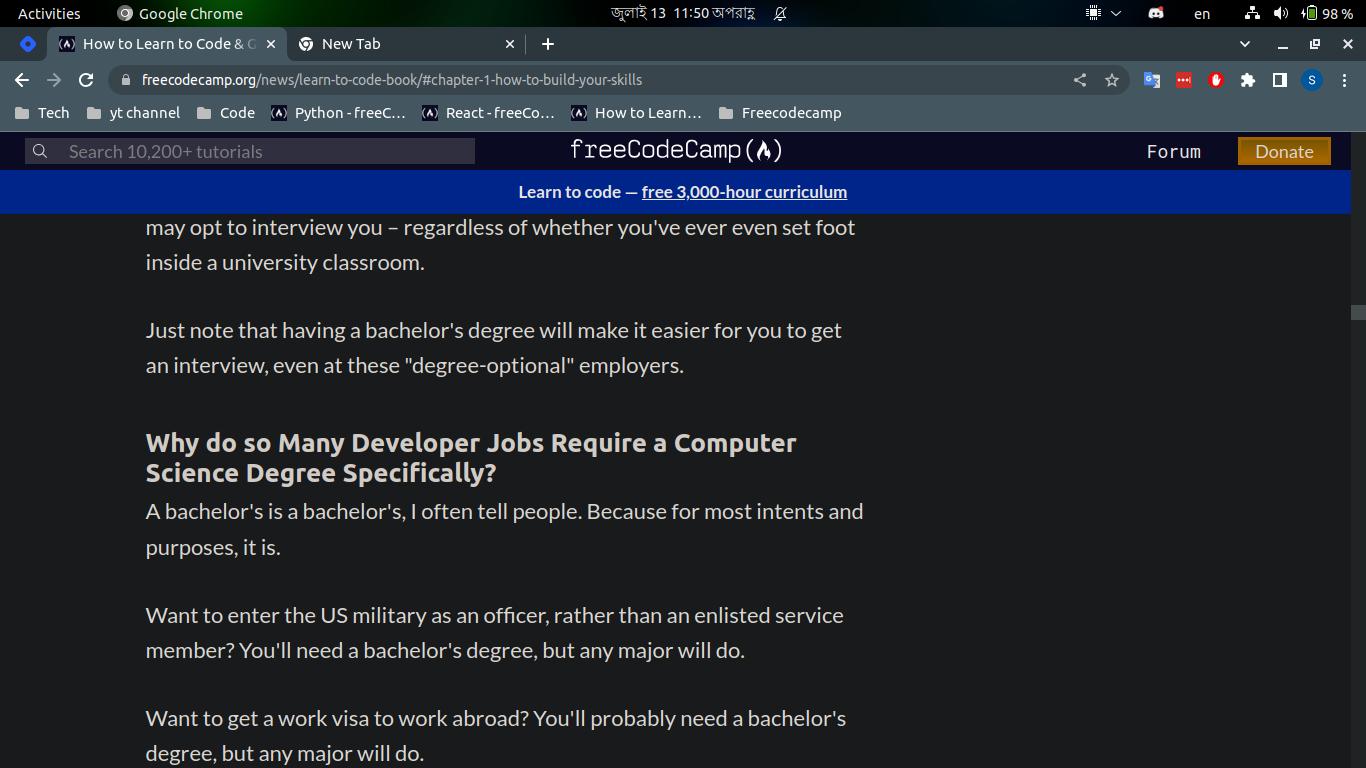 Activities Google Chrome জুলাই 13 11:50 অপরাহ্ণ en 98 %
How to Learn to Code & G New Tab
freecodecamp.org/news/learn-to-code-book/#chapter-1-how-to-build-your-skills S
Tech yt channel Code Python - freeC... React - freeCo... How to Learn... Freecodecamp
Search 10,200+ tutorials freeCodeCamp Forum Donate
Learn to code — free 3,000-hour curriculum
may opt to interview you – regardless of whether you've ever even set foot
inside a university classroom.
Just note that having a bachelor's degree will make it easier for you to get
an interview, even at these "degree-optional" employers.
Why do so Many Developer Jobs Require a Computer
Science Degree Specifically?
A bachelor's is a bachelor's, I often tell people. Because for most intents and
purposes, it is.
Want to enter the US military as an officer, rather than an enlisted service
member? You'll need a bachelor's degree, but any major will do.
Want to get a work visa to work abroad? You'll probably need a bachelor's
degree, but any major will do.